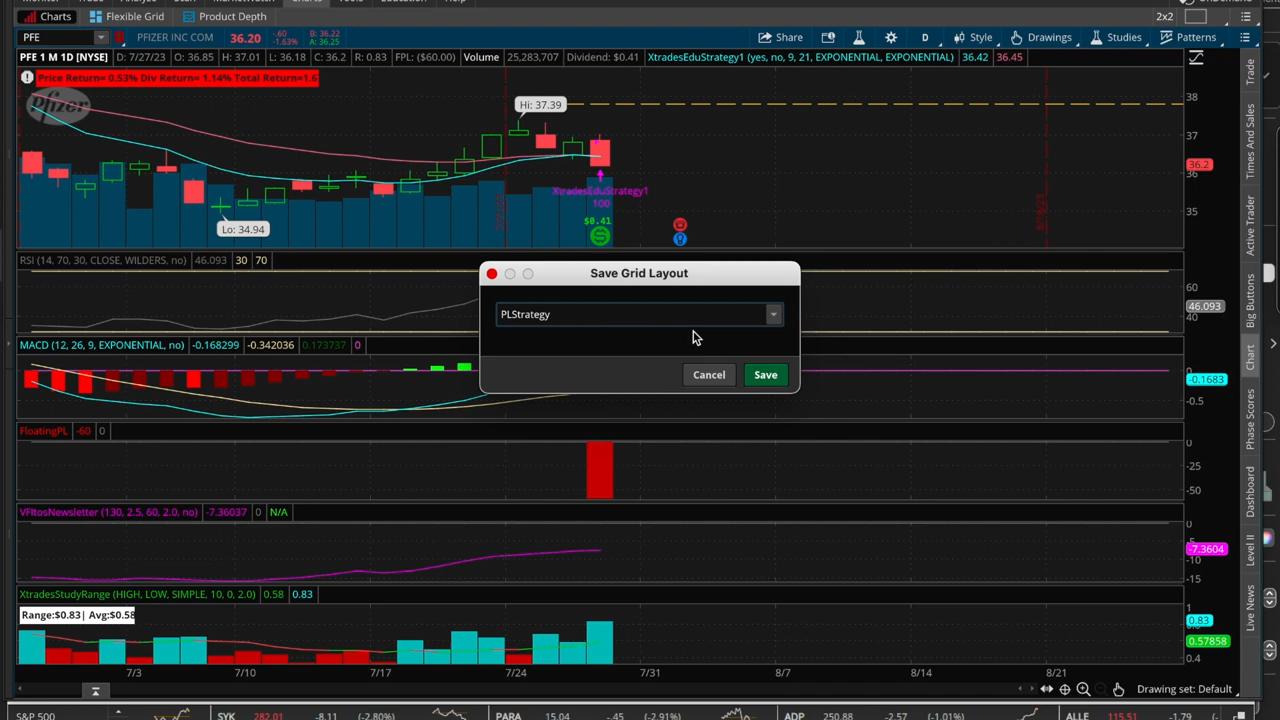 Charts Flexible Grid Product Depth 2x2
PFE PFIZER INC COM 36.20 -.60 -1.63% B: 36.22 A: 36.25 Share D Style Drawings Studies Patterns
PFE 1 M 1D [NYSE] D: 7/27/23 O: 36.85 H: 37.01 L: 36.18 C: 36.2 R: 0.83 FPL: ($60.00) Volume 25,283,707 Dividend: $0.41 XtradesEduStrategy1 (yes, no, 9, 21, EXPONENTIAL, EXPONENTIAL) 36.42 36.45
Price Return= 0.53% Div Return= 1.14% Total Return=1.6
Pfizer
Hi: 37.39
38
37
36.2
36
35
XtradesEduStrategy1
100
$0.41
Lo: 34.94
RSI (14, 70, 30, CLOSE, WILDERS, no) 46.093 30 70
60
46.093
40
Save Grid Layout
PLStrategy
Cancel Save
MACD (12, 26, 9, EXPONENTIAL, no) -0.168299 -0.342036 0.173737 0
0
-0.1683
-0.5
FloatingPL -60 0
0
-25
-50
VFItosNewsletter (130, 2.5, 60, 2.0, no) -7.36037 0 N/A
0
-5
-7.3604
-15
XtradesStudyRange (HIGH, LOW, SIMPLE, 10, 0, 2.0) 0.58 0.83
Range:$0.83| Avg:$0.58
1
0.83
0.57858
0.4
7/3 7/10 7/17 7/24 7/31 8/7 8/14 8/21
Drawing set: Default
Trade
Times And Sales
Active Trader
Big Buttons
Chart
Phase Scores
Dashboard
Level II
Live News
S&P 500 SYK 282.01 -8.11 (-2.80%) PARA 15.04 -.45 (-2.91%) ADP 250.88 -2.57 (-1.01%) ALLE 115.51 -1.79